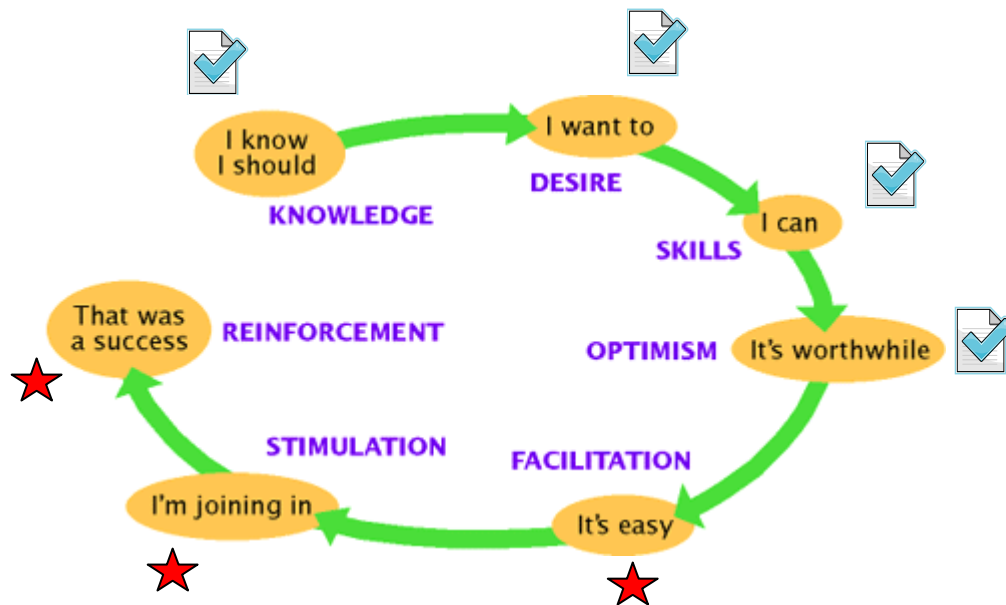 I know
I should
KNOWLEDGE
I want to
DESIRE
I can
SKILLS
It's worthwhile
OPTIMISM
It's easy
FACILITATION
I'm joining in
STIMULATION
That was
a success
REINFORCEMENT